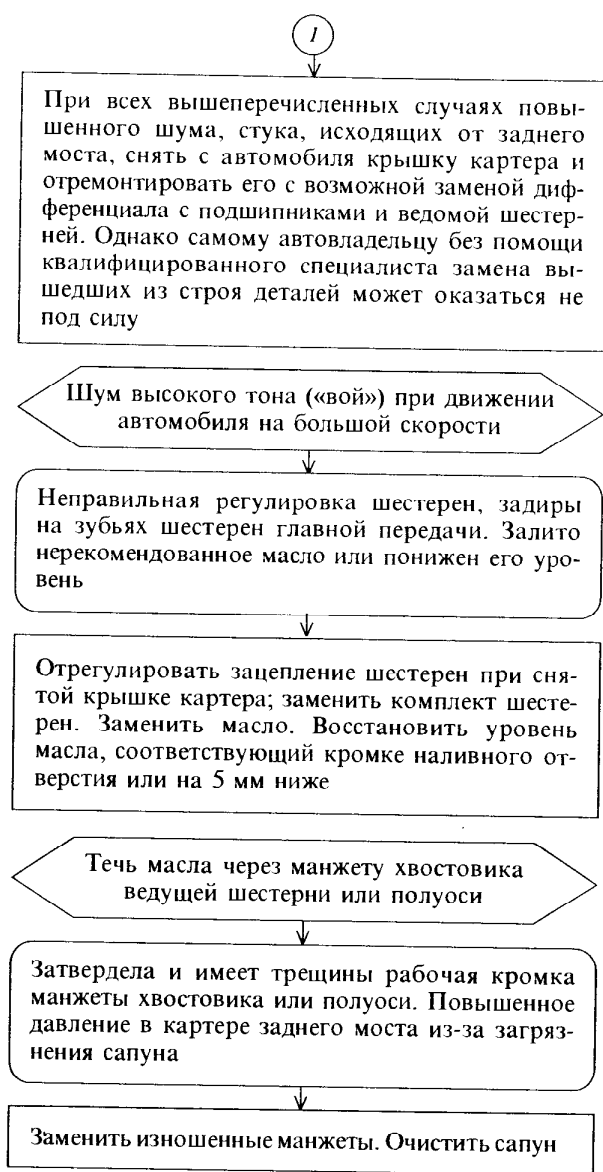 1
При всех вышеперечисленных случаях повы-
шенного шума, стука, исходящих от заднего
моста, снять с автомобиля крышку картера и
отремонтировать его с возможной заменой диф-
ференциала с подшипниками и ведомой шестер-
ней. Однако самому автовладельцу без помощи
квалифицированного специалиста замена вы-
шедших из строя деталей может оказаться не
под силу
Шум высокого тона («вой») при движении
автомобиля на большой скорости
Неправильная регулировка шестерен, задиры
на зубьях шестерен главной передачи. Залито
нерекомендованное масло или понижен его уро-
вень
Отрегулировать зацепление шестерен при сня-
той крышке картера; заменить комплект шесте-
рен. Заменить масло. Восстановить уровень
масла, соответствующий кромке наливного от-
верстия или на 5 мм ниже
Течь масла через манжету хвостовика
ведущей шестерни или полуоси
Затвердела и имеет трещины рабочая кромка
манжеты хвостовика или полуоси. Повышенное
давление в картере заднего моста из-за загряз-
нения сапуна
Заменить изношенные манжеты. Очистить сапун